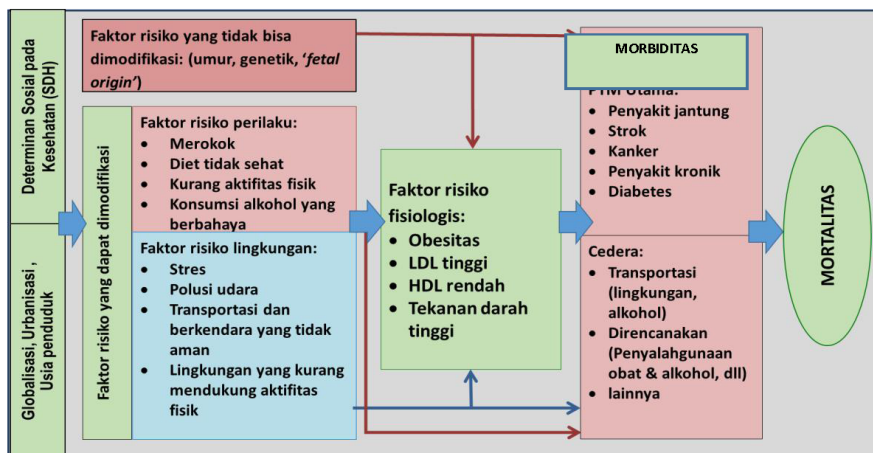 Determinan Sosial pada
Kesehatan (SDH)
Globalisasi, Urbanisasi,
Usia penduduk
Faktor risiko yang tidak bisa
dimodifikasi: (umur, genetik, ‘fetal
origin’)
Faktor risiko yang dapat dimodifikasi
Faktor risiko perilaku:
• Merokok
• Diet tidak sehat
• Kurang aktifitas fisik
• Konsumsi alkohol yang
berbahaya
Faktor risiko lingkungan:
• Stres
• Polusi udara
• Transportasi dan
berkendara yang tidak
aman
• Lingkungan yang kurang
mendukung aktifitas
fisik
Faktor risiko
fisiologis:
• Obesitas
• LDL tinggi
• HDL rendah
• Tekanan darah
tinggi
MORBIDITAS
PTM Utama:
• Penyakit jantung
• Strok
• Kanker
• Penyakit kronik
• Diabetes
Cedera:
• Transportasi
(lingkungan,
alkohol)
• Direncanakan
(Penyalahgunaan
obat & alkohol, dll)
• lainnya
MORTALITAS